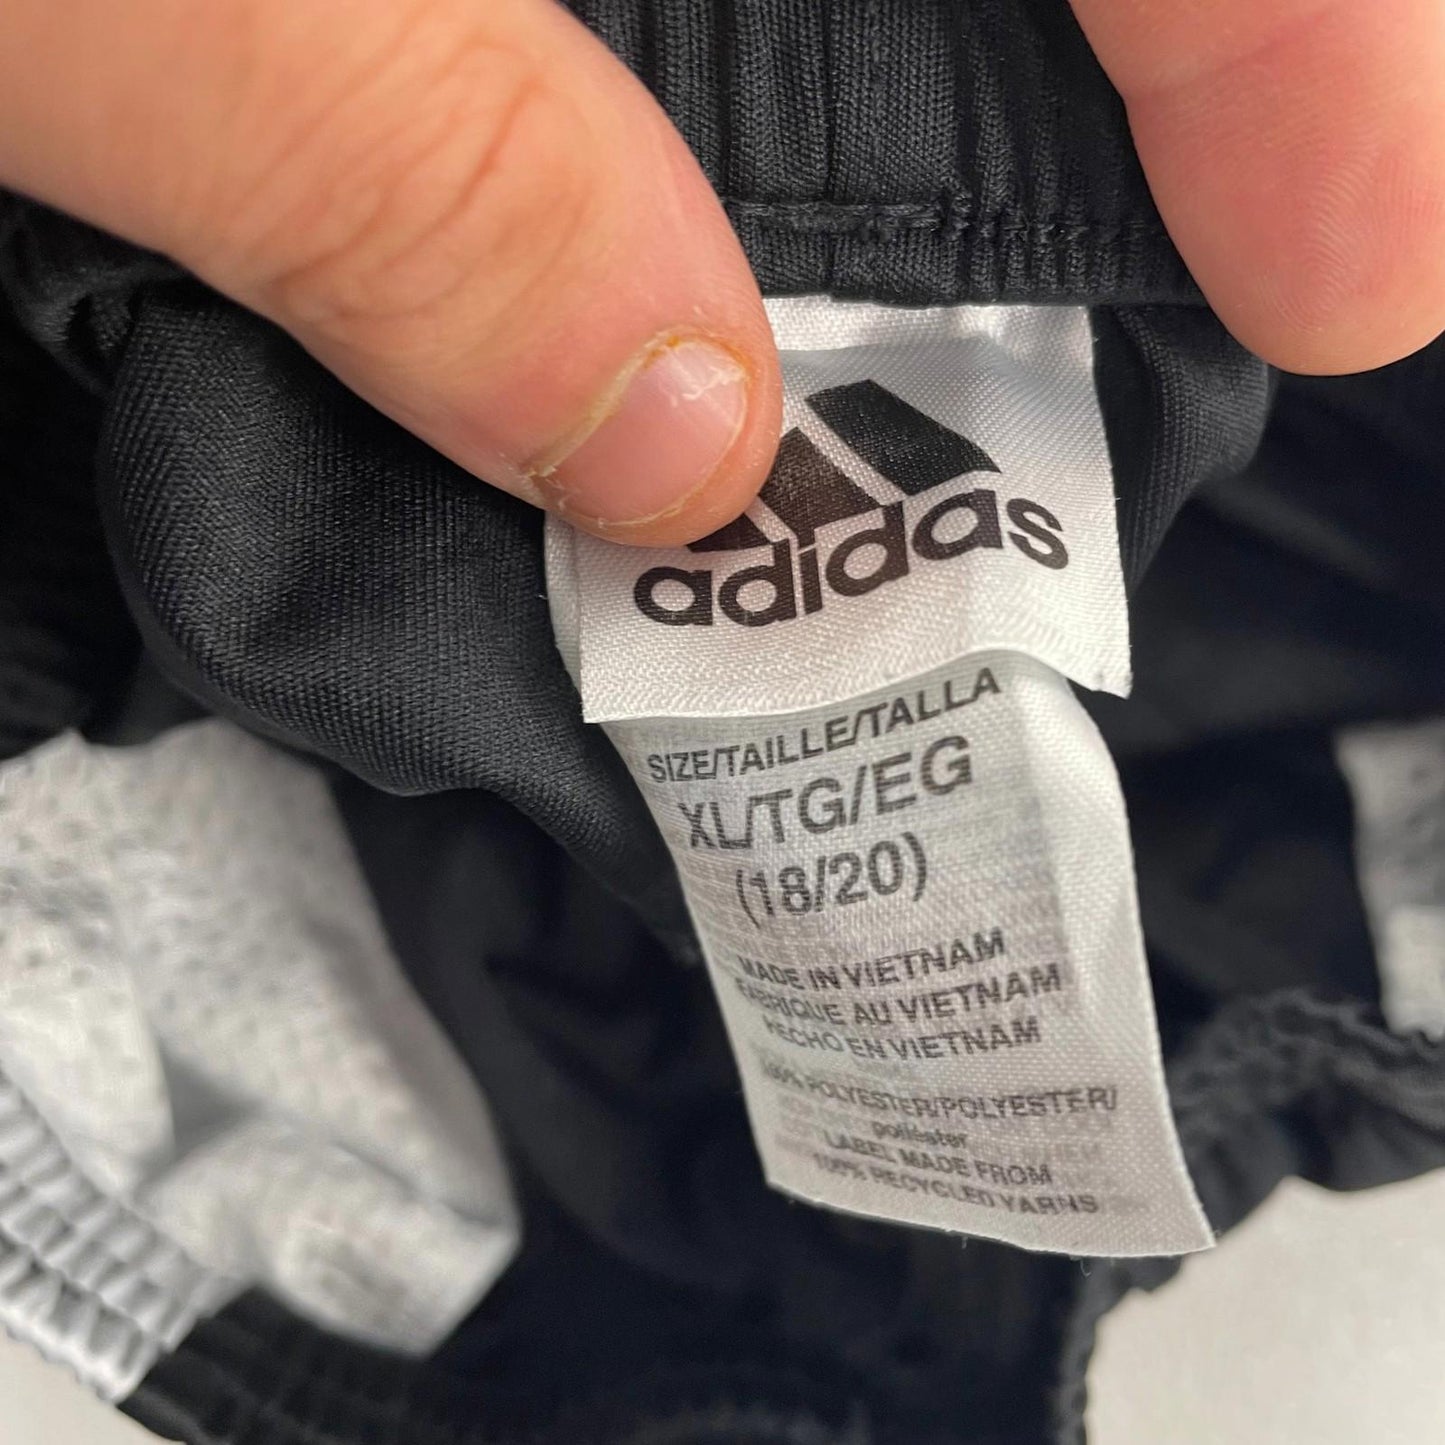 adidas
SIZE/TAILLE/TALLA
XL/TG/EG
(18/20)
MADE IN VIETNAM
FABRIQUE AU VIETNAM
HECHO EN VIETNAM
100% POLYESTER/POLYESTER/
poliéster
LABEL MADE FROM
100% RECYCLED YARNS